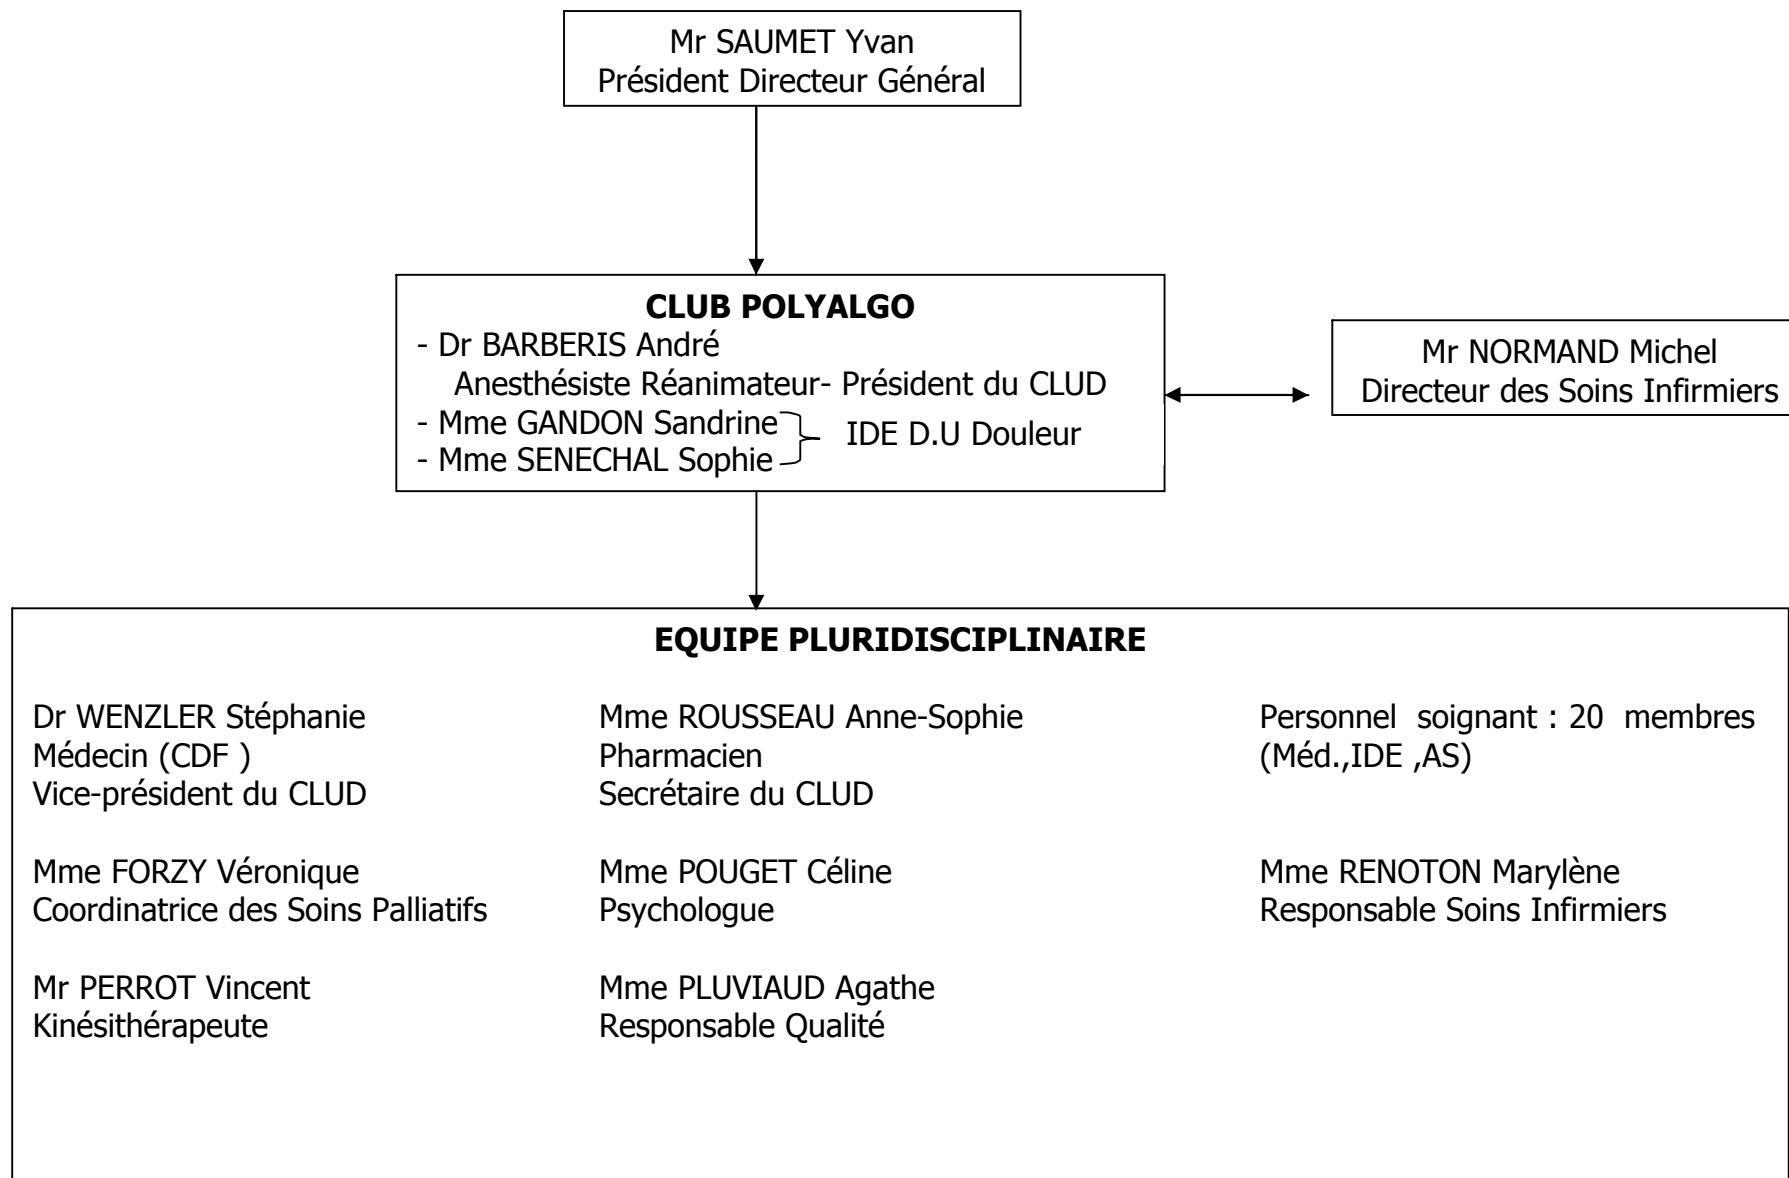 Mr SAUMET Yvan
Président Directeur Général
CLUB POLYALGO
- Dr BARBERIS André
Anesthésiste Réanimateur- Président du CLUD
- Mme GANDON Sandrine
- Mme SENECHAL Sophie
IDE D.U Douleur
Mr NORMAND Michel
Directeur des Soins Infirmiers
EQUIPE PLURIDISCIPLINAIRE
Dr WENZLER Stéphanie
Médecin (CDF )
Vice-président du CLUD
Mme ROUSSEAU Anne-Sophie
Pharmacien
Secrétaire du CLUD
Personnel soignant : 20 membres
(Méd.,IDE ,AS)
Mme FORZY Véronique
Coordinatrice des Soins Palliatifs
Mme POUGET Céline
Psychologue
Mme RENOTON Marylène
Responsable Soins Infirmiers
Mr PERROT Vincent
Kinésithérapeute
Mme PLUVIAUD Agathe
Responsable Qualité